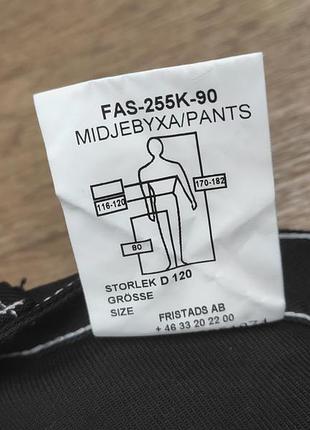 FAS-255K-90
MIDJEBYXA/PANTS
170-182
116-120
80
STORLEK D 120
GRÖSSE
SIZE
FRISTADS AB
+ 46 33 20 22 00